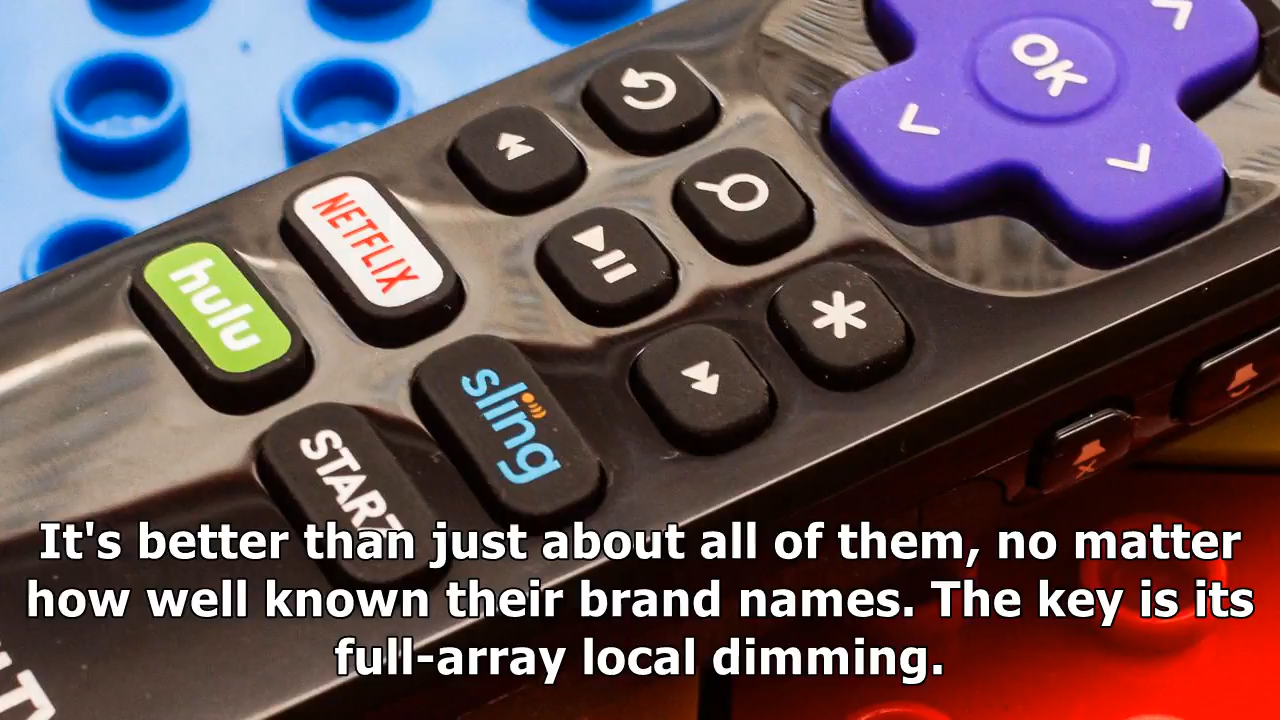 OK
NETFLIX
hulu
sling
STARZ
It's better than just about all of them, no matter
how well known their brand names. The key is its
full-array local dimming.